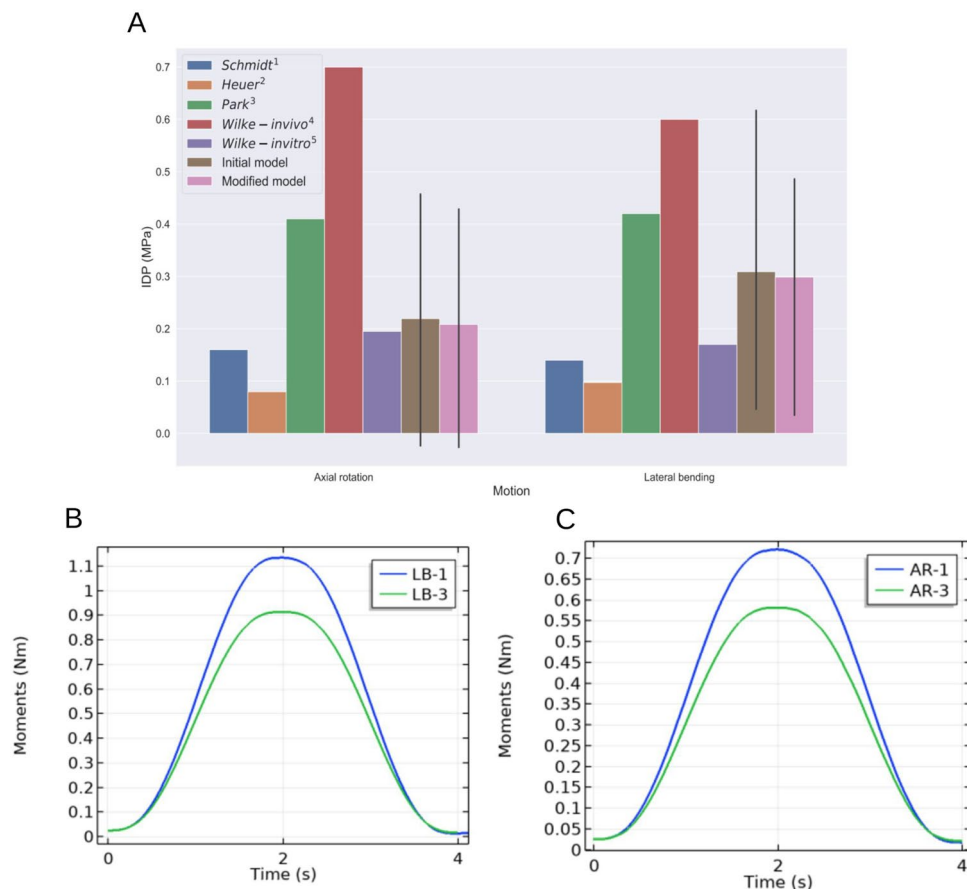 A
Schmidt¹
Heuer²
Park³
Wilke − invivo⁴
Wilke − invitro⁵
Initial model
Modified model
0.7
0.6
0.5
0.4
0.3
0.2
0.1
0.0
IDP (MPa)
Axial rotation
Lateral bending
Motion
B
LB-1
LB-3
1.1
1
0.9
0.8
0.7
0.6
0.5
0.4
0.3
0.2
0.1
0
Moments (Nm)
0 2 4
Time (s)
C
AR-1
AR-3
0.7
0.65
0.6
0.55
0.5
0.45
0.4
0.35
0.3
0.25
0.2
0.15
0.1
0.05
0
Moments (Nm)
0 2 4
Time (s)